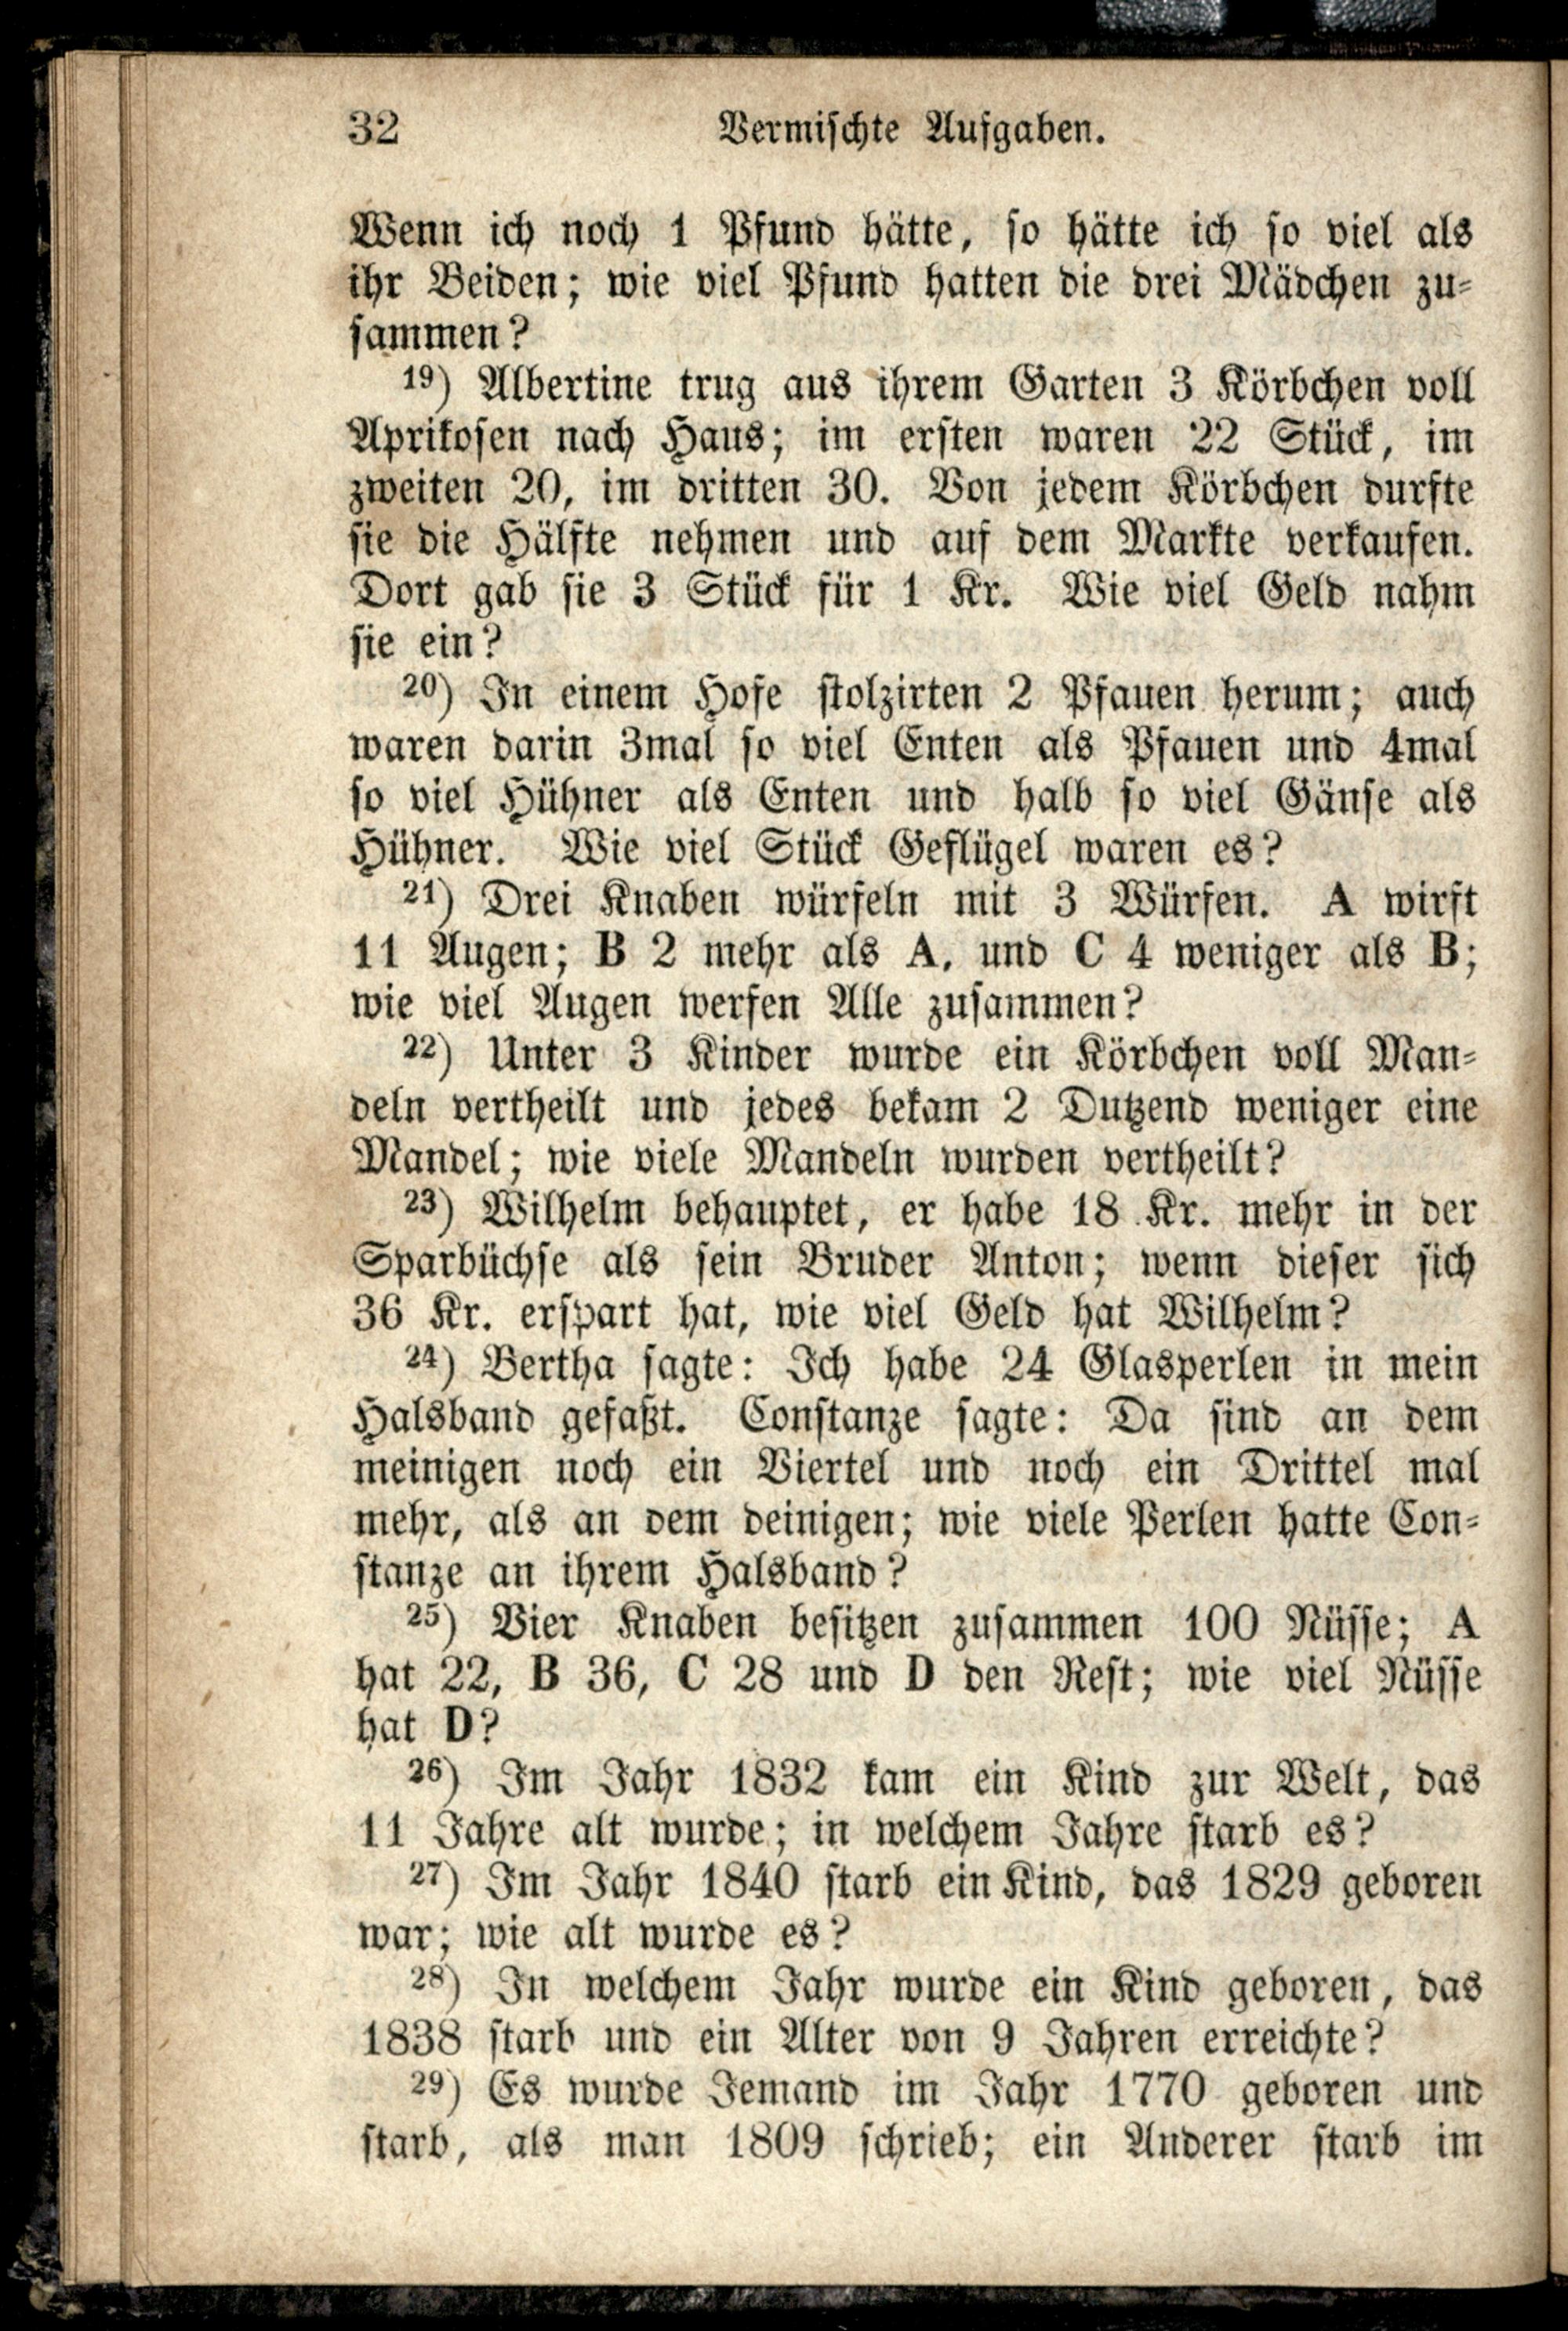 32 Vermischte Aufgaben.
Wenn ich noch 1 Pfund hätte, so hätte ich so viel als
ihr Beiden; wie viel Pfund hatten die drei Mädchen zu-
sammen?
19) Albertine trug aus ihrem Garten 3 Körbchen voll
Aprikosen nach Haus; im ersten waren 22 Stück, im
zweiten 20, im dritten 30. Von jedem Körbchen durfte
sie die Hälfte nehmen und auf dem Markte verkaufen.
Dort gab sie 3 Stück für 1 Kr. Wie viel Geld nahm
sie ein?
20) In einem Hofe stolzirten 2 Pfauen herum; auch
waren darin 3mal so viel Enten als Pfauen und 4mal
so viel Hühner als Enten und halb so viel Gänse als
Hühner. Wie viel Stück Geflügel waren es?
21) Drei Knaben würfeln mit 3 Würfen. A wirft
11 Augen; B 2 mehr als A, und C 4 weniger als B;
wie viel Augen werfen Alle zusammen?
22) Unter 3 Kinder wurde ein Körbchen voll Man-
deln vertheilt und jedes bekam 2 Dutzend weniger eine
Mandel; wie viele Mandeln wurden vertheilt?
23) Wilhelm behauptet, er habe 18 Kr. mehr in der
Sparbüchse als sein Bruder Anton; wenn dieser sich
36 Kr. erspart hat, wie viel Geld hat Wilhelm?
24) Bertha sagte: Ich habe 24 Glasperlen in mein
Halsband gefaßt. Constanze sagte: Da sind an dem
meinigen noch ein Viertel und noch ein Drittel mal
mehr, als an dem deinigen; wie viele Perlen hatte Con-
stanze an ihrem Halsband?
25) Vier Knaben besitzen zusammen 100 Nüsse; A
hat 22, B 36, C 28 und D den Rest; wie viel Nüsse
hat D?
26) Im Jahr 1832 kam ein Kind zur Welt, das
11 Jahre alt wurde; in welchem Jahre starb es?
27) Im Jahr 1840 starb ein Kind, das 1829 geboren
war; wie alt wurde es?
28) In welchem Jahr wurde ein Kind geboren, das
1838 starb und ein Alter von 9 Jahren erreichte?
29) Es wurde Jemand im Jahr 1770 geboren und
starb, als man 1809 schrieb; ein Anderer starb im